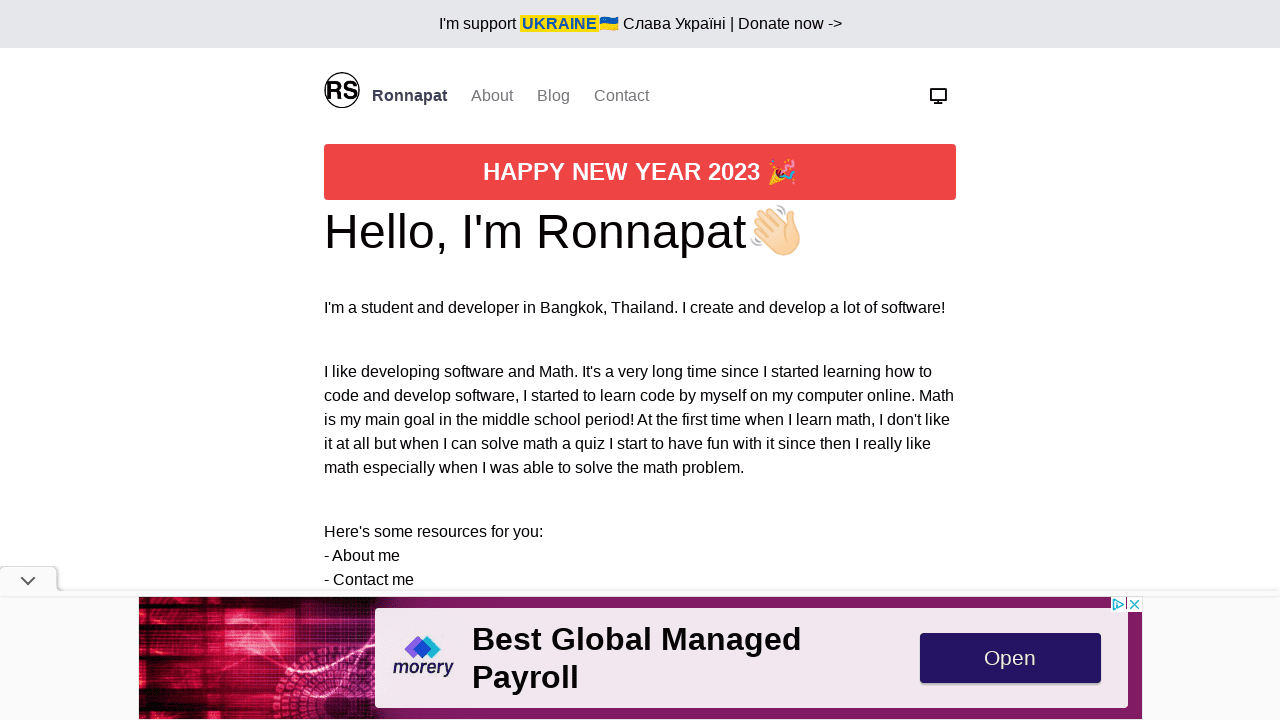 I'm support UKRAINE🇺🇦 Слава Україні | Donate now ->
RS
Ronnapat About Blog Contact
HAPPY NEW YEAR 2023 🎉
Hello, I'm Ronnapat👋🏻
I'm a student and developer in Bangkok, Thailand. I create and develop a lot of software!
I like developing software and Math. It's a very long time since I started learning how to
code and develop software, I started to learn code by myself on my computer online. Math
is my main goal in the middle school period! At the first time when I learn math, I don't like
it at all but when I can solve math a quiz I start to have fun with it since then I really like
math especially when I was able to solve the math problem.
Here's some resources for you:
- About me
- Contact me
morery
Best Global Managed
Payroll
Open